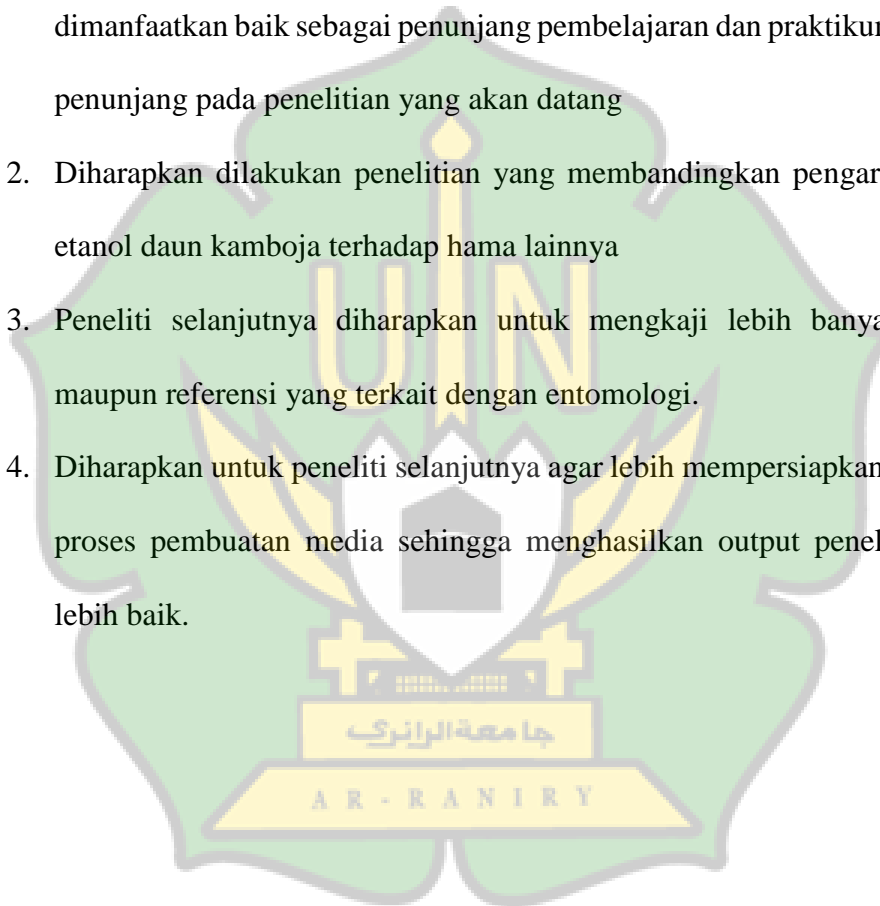 dimanfaatkan baik sebagai penunjang pembelajaran dan praktikum
penunjang pada penelitian yang akan datang
2. Diharapkan dilakukan penelitian yang membandingkan pengar
etanol daun kamboja terhadap hama lainnya
3. Peneliti selanjutnya diharapkan untuk mengkaji lebih banya
maupun referensi yang terkait dengan entomologi.
4. Diharapkan untuk peneliti selanjutnya agar lebih mempersiapkan
proses pembuatan media sehingga menghasilkan output penel
lebih baik.
UIN
جامعة الرانري
AR-RANIRY